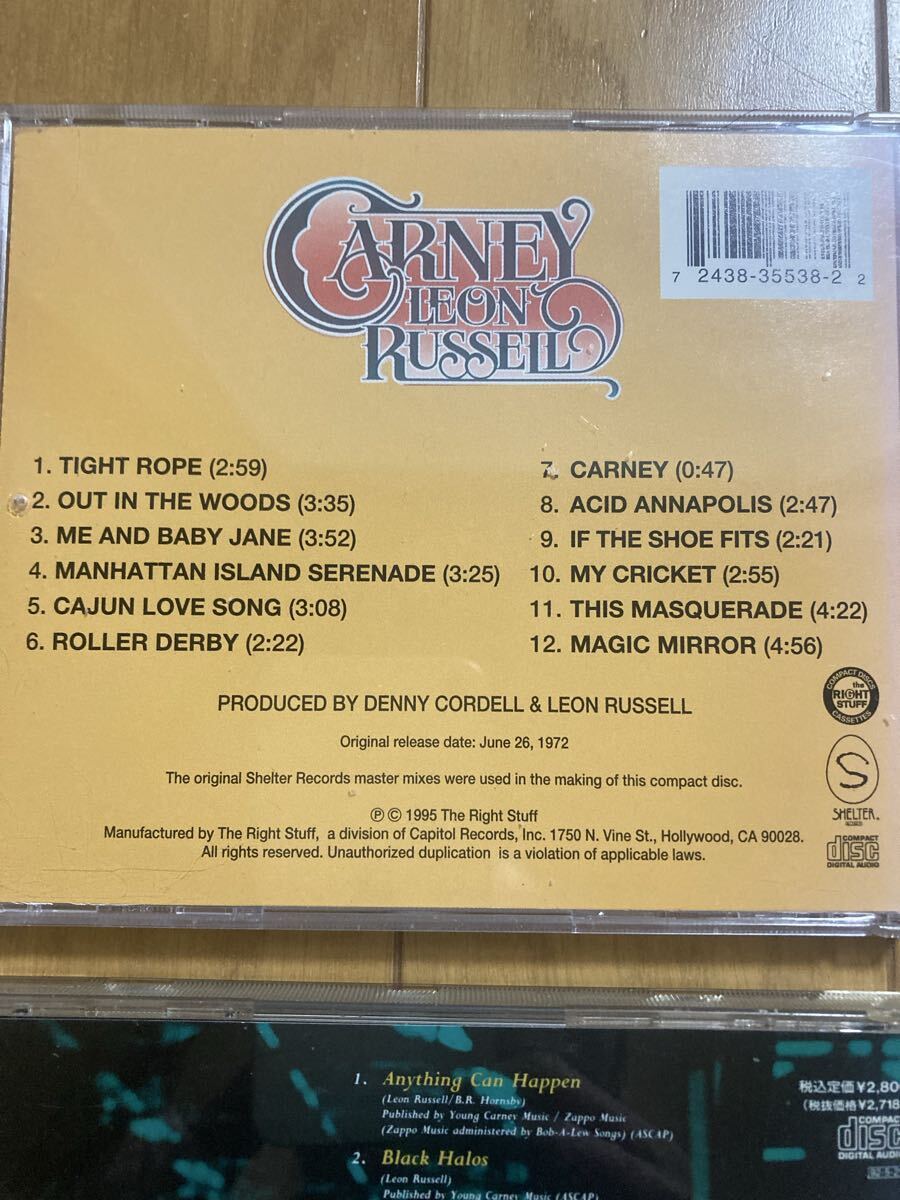 CARNEY
LEON
RUSSELL
7 2438-35538-2 2
1. TIGHT ROPE (2:59)
2. OUT IN THE WOODS (3:35)
3. ME AND BABY JANE (3:52)
4. MANHATTAN ISLAND SERENADE (3:25)
5. CAJUN LOVE SONG (3:08)
6. ROLLER DERBY (2:22)
7. CARNEY (0:47)
8. ACID ANNAPOLIS (2:47)
9. IF THE SHOE FITS (2:21)
10. MY CRICKET (2:55)
11. THIS MASQUERADE (4:22)
12. MAGIC MIRROR (4:56)
COMPACT DISCS
the
RIGHT
STUFF
CASSETTES
PRODUCED BY DENNY CORDELL & LEON RUSSELL
Original release date: June 26, 1972
The original Shelter Records master mixes were used in the making of this compact disc.
S
SHELTER
RECORDS
℗ © 1995 The Right Stuff
Manufactured by The Right Stuff, a division of Capitol Records, Inc. 1750 N. Vine St., Hollywood, CA 90028.
All rights reserved. Unauthorized duplication is a violation of applicable laws.
COMPACT
disc
DIGITAL AUDIO
1. Anything Can Happen
(Leon Russell/B.R. Hornsby)
Published by Young Carney Music / Zappo Music
(Zappo Music administered by Bob-A-Lew Songs) (ASCAP)
2. Black Halos
(Leon Russell)
Published by Young Carney Music (ASCAP)
税込定価¥2,80
(税抜価格¥2,718
COMPACT
disc
DIGITAL AUDIO